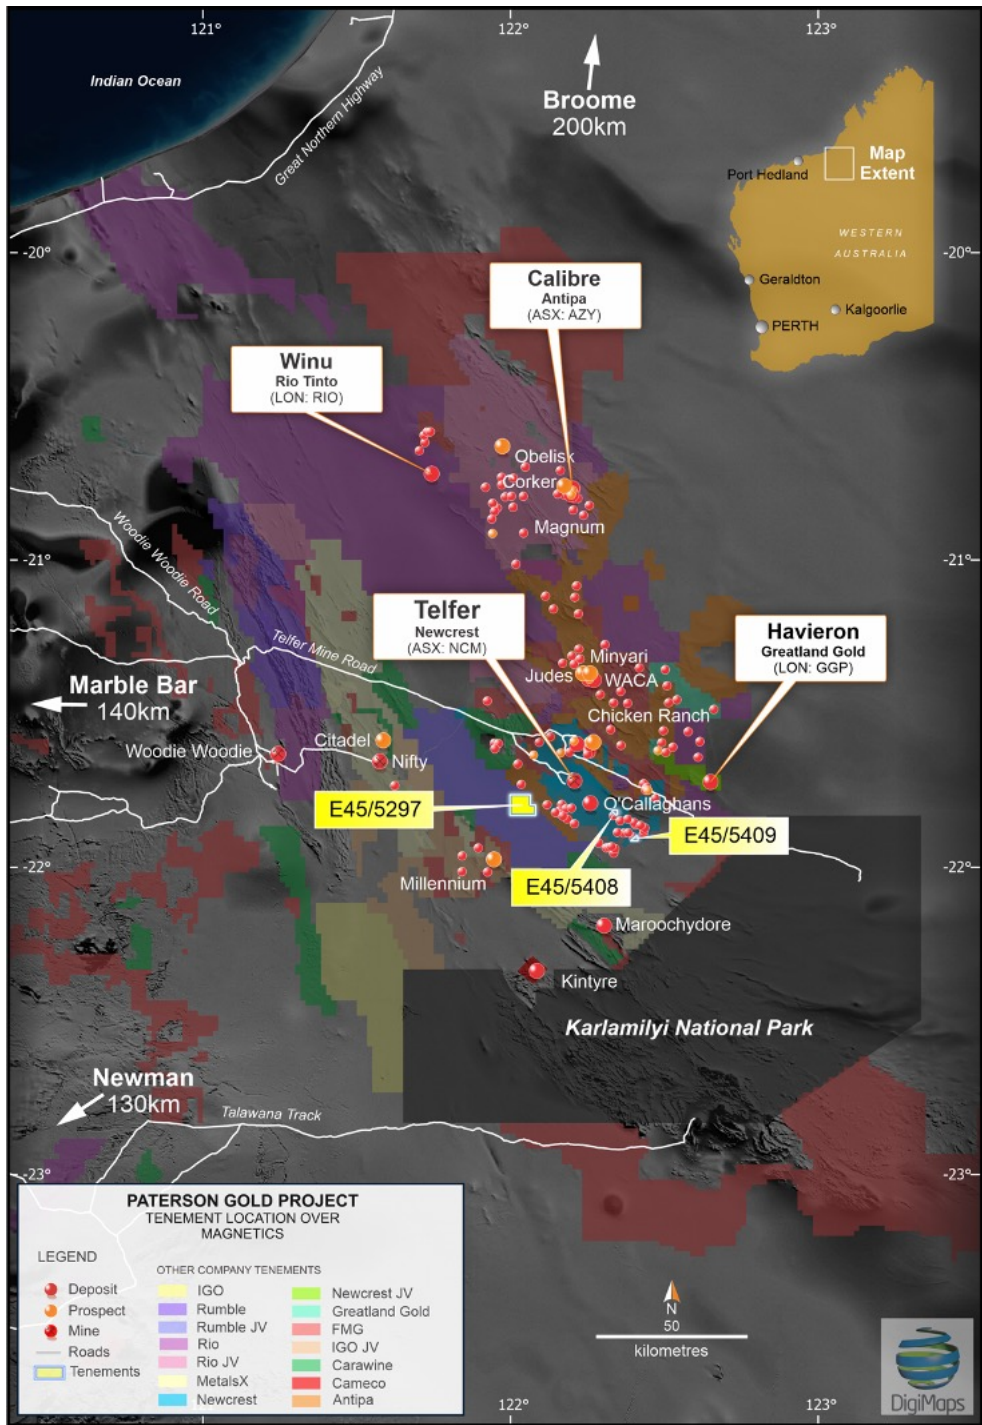 121°
122°
123°
Indian Ocean
Great Northern Highway
Broome
200km
Map
Extent
Port Hedland
WESTERN
AUSTRALIA
Geraldton
Kalgoorlie
PERTH
-20°
-20°
Calibre
Antipa
(ASX: AZY)
Winu
Rio Tinto
(LON: RIO)
Obelisk
Corker
Magnum
Woodie Woodie Road
-21°
-21°
Telfer
Newcrest
(ASX: NCM)
Havieron
Greatland Gold
(LON: GGP)
Telfer Mine Road
Minyari
Judes
WACA
Marble Bar
140km
Chicken Ranch
Woodie Woodie
Citadel
Nifty
E45/5297
O'Callaghans
E45/5409
-22°
-22°
Millennium
E45/5408
Maroochydore
Kintyre
Karlamilyi National Park
Newman
130km
Talawana Track
-23°
-23°
PATERSON GOLD PROJECT
TENEMENT LOCATION OVER
MAGNETICS
LEGEND
Deposit
Prospect
Mine
Roads
Tenements
OTHER COMPANY TENEMENTS
IGO
Rumble
Rumble JV
Rio
Rio JV
MetalsX
Newcrest
Newcrest JV
Greatland Gold
FMG
IGO JV
Carawine
Cameco
Antipa
N
50
kilometres
DigiMaps
121°
122°
123°